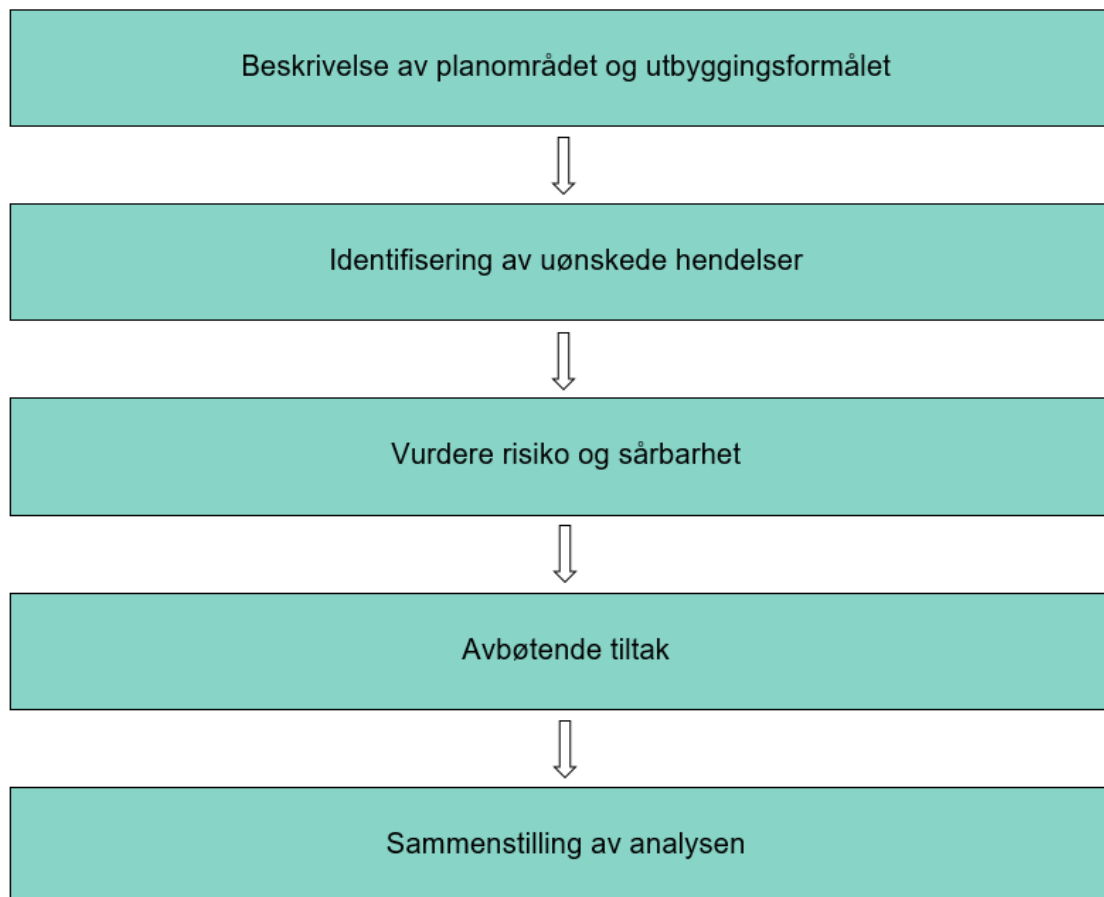 Beskrivelse av planområdet og utbyggingsformålet
Identifisering av uønskede hendelser
Vurdere risiko og sårbarhet
Avbøtende tiltak
Sammenstilling av analysen